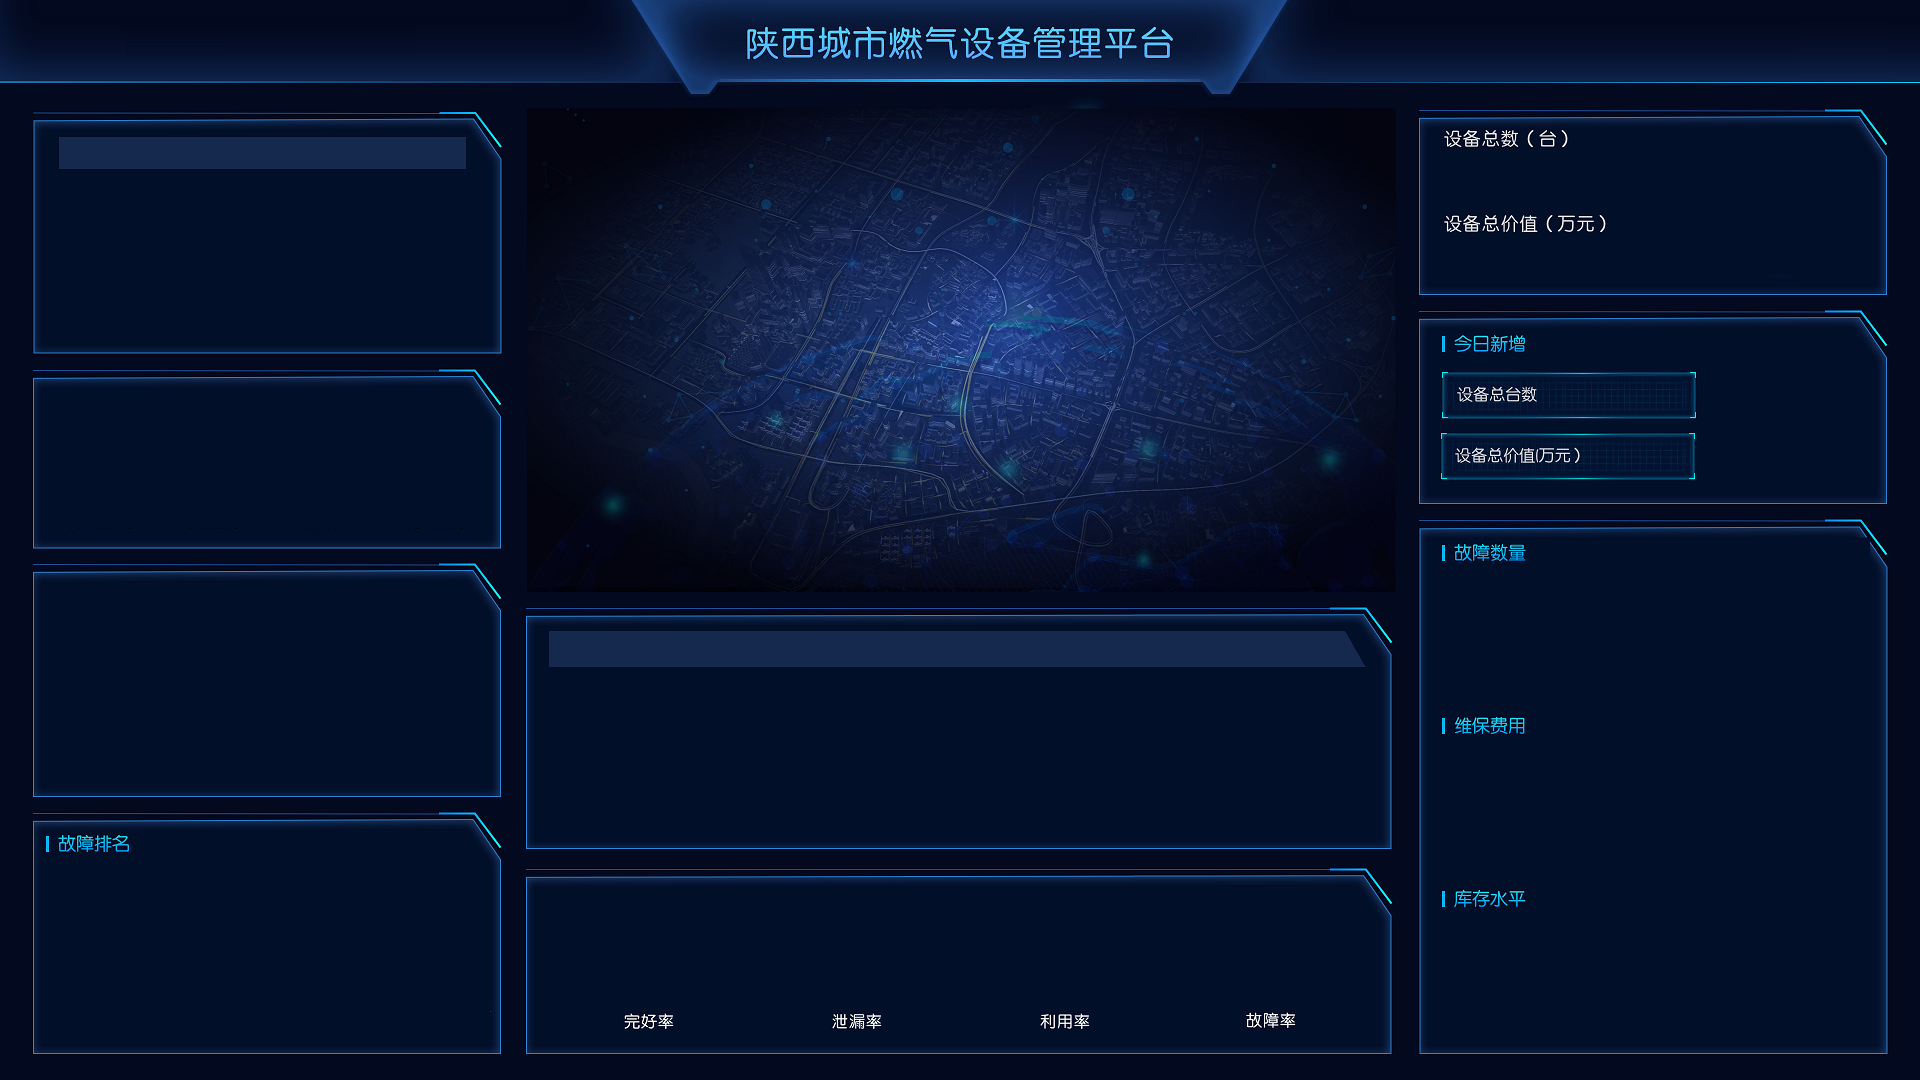 陕西城市燃气设备管理平台
设备总数（台）
设备总价值（万元）
今日新增
设备总台数
设备总价值(万元）
故障数量
维保费用
库存水平
故障排名
完好率
泄漏率
利用率
故障率